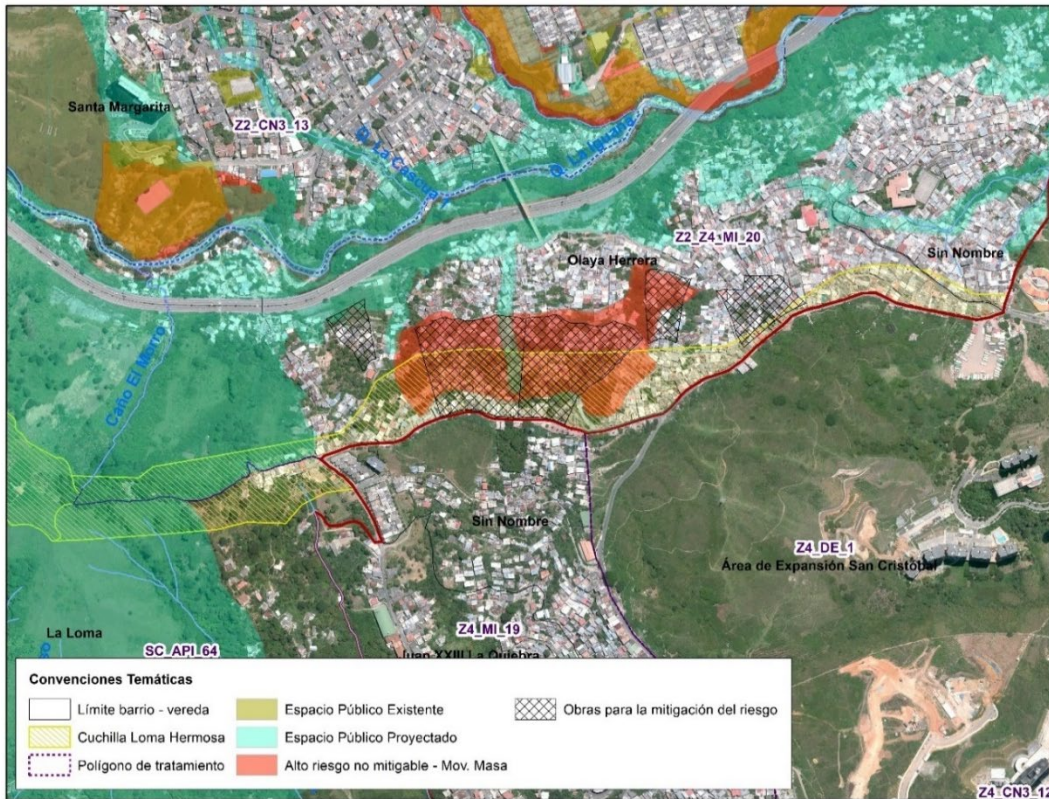 Santa Margarita
Z2_CN3_13
Q. La Iguaná
Z2_Z4_MI_20
Olaya Herrera
Sin Nombre
Caño El Morro
Sin Nombre
Z4_DE_1
Área de Expansión San Cristóbal
La Loma
Z4_MI_19
SC_API_64
Juan XXIII La Quiebra
Convenciones Temáticas
Límite barrio - vereda
Espacio Público Existente
Obras para la mitigación del riesgo
Cuchilla Loma Hermosa
Espacio Público Proyectado
Polígono de tratamiento
Alto riesgo no mitigable - Mov. Masa
Z4_CN3_12